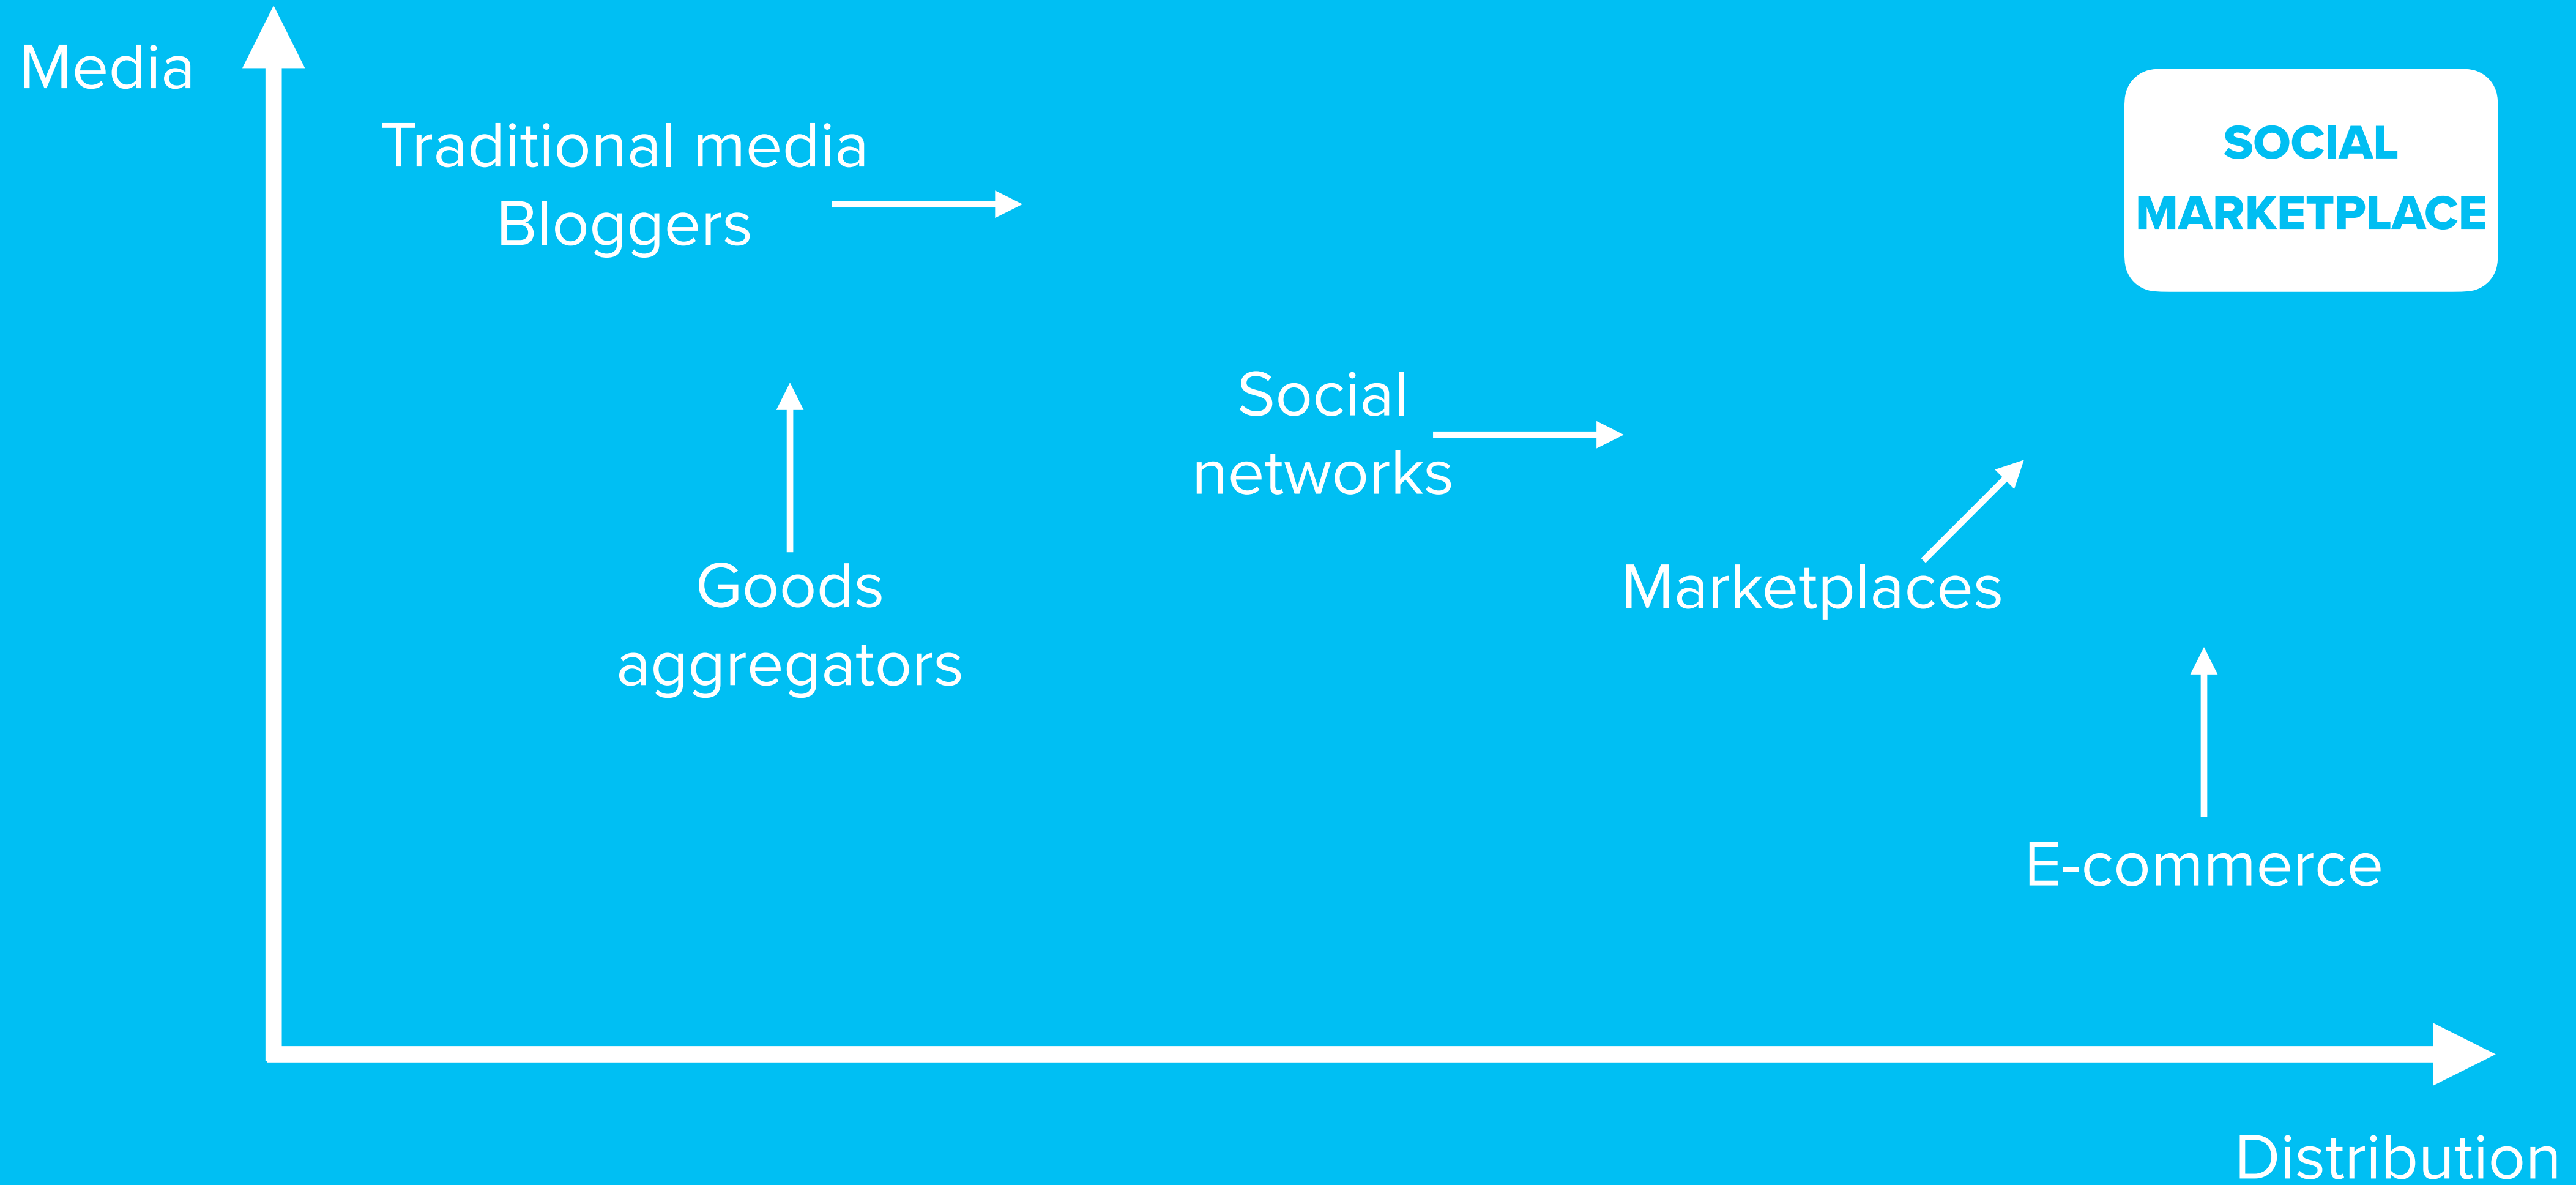 Media
Traditional media
Bloggers
SOCIAL
MARKETPLACE
Social
networks
Goods
aggregators
Marketplaces
E-commerce
Distribution